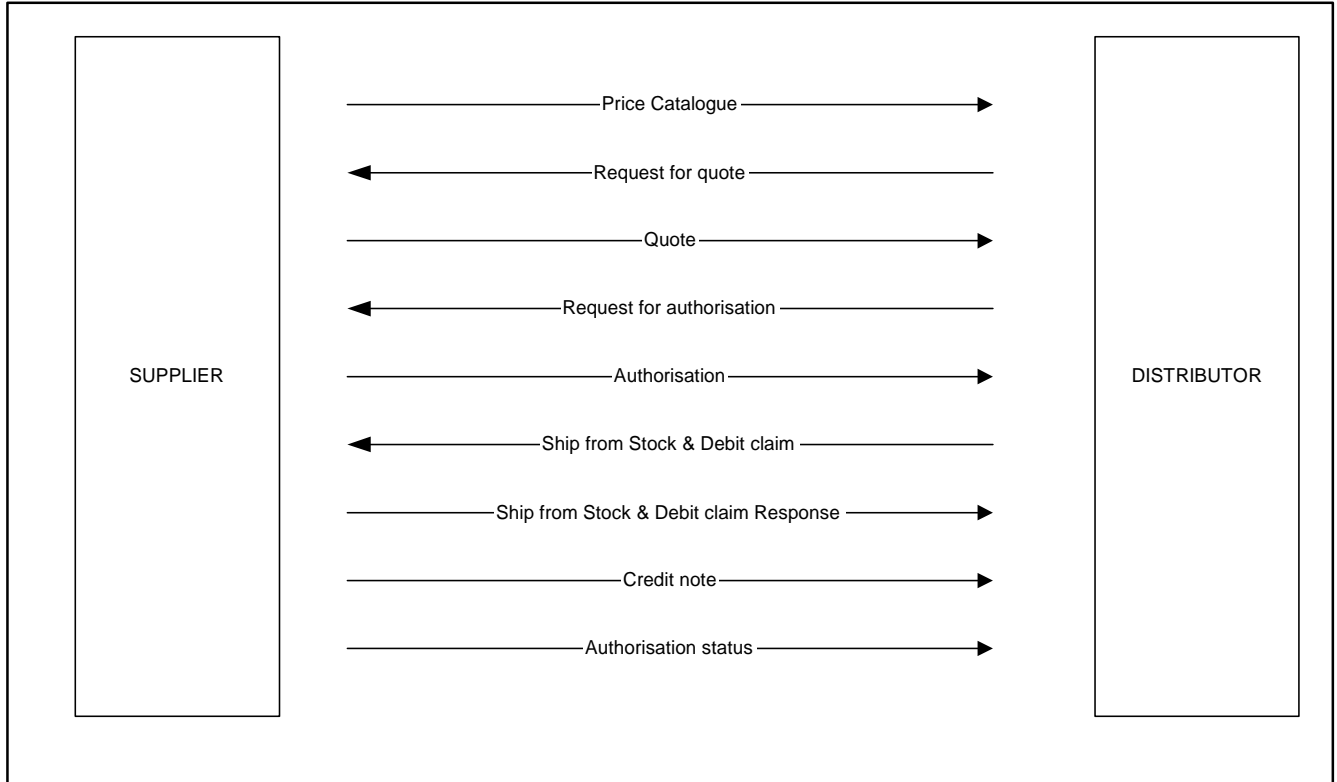 Price Catalogue
Request for quote
Quote
Request for authorisation
SUPPLIER
Authorisation
DISTRIBUTOR
Ship from Stock & Debit claim
Ship from Stock & Debit claim Response
Credit note
Authorisation status